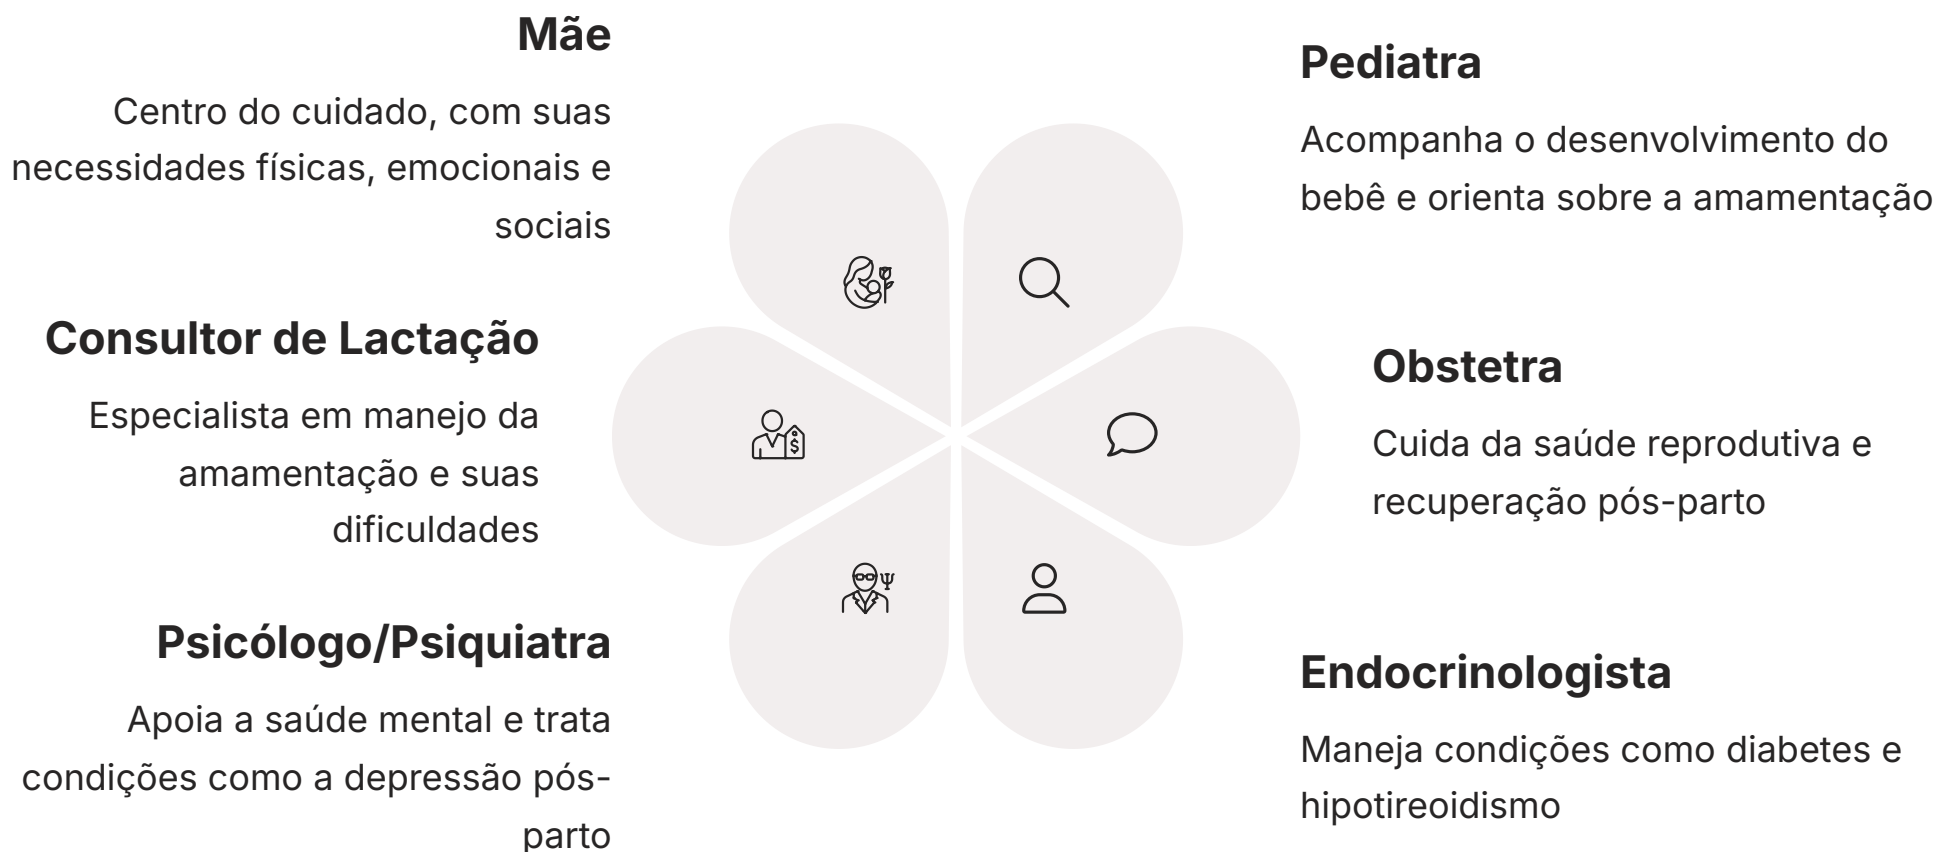 Mãe
Centro do cuidado, com suas
necessidades físicas, emocionais e
sociais
Pediatra
Acompanha o desenvolvimento do
bebê e orienta sobre a amamentação
Consultor de Lactação
Especialista em manejo da
amamentação e suas
dificuldades
Obstetra
Cuida da saúde reprodutiva e
recuperação pós-parto
Psicólogo/Psiquiatra
Apoia a saúde mental e trata
condições como a depressão pós-
parto
Endocrinologista
Maneja condições como diabetes e
hipotireoidismo